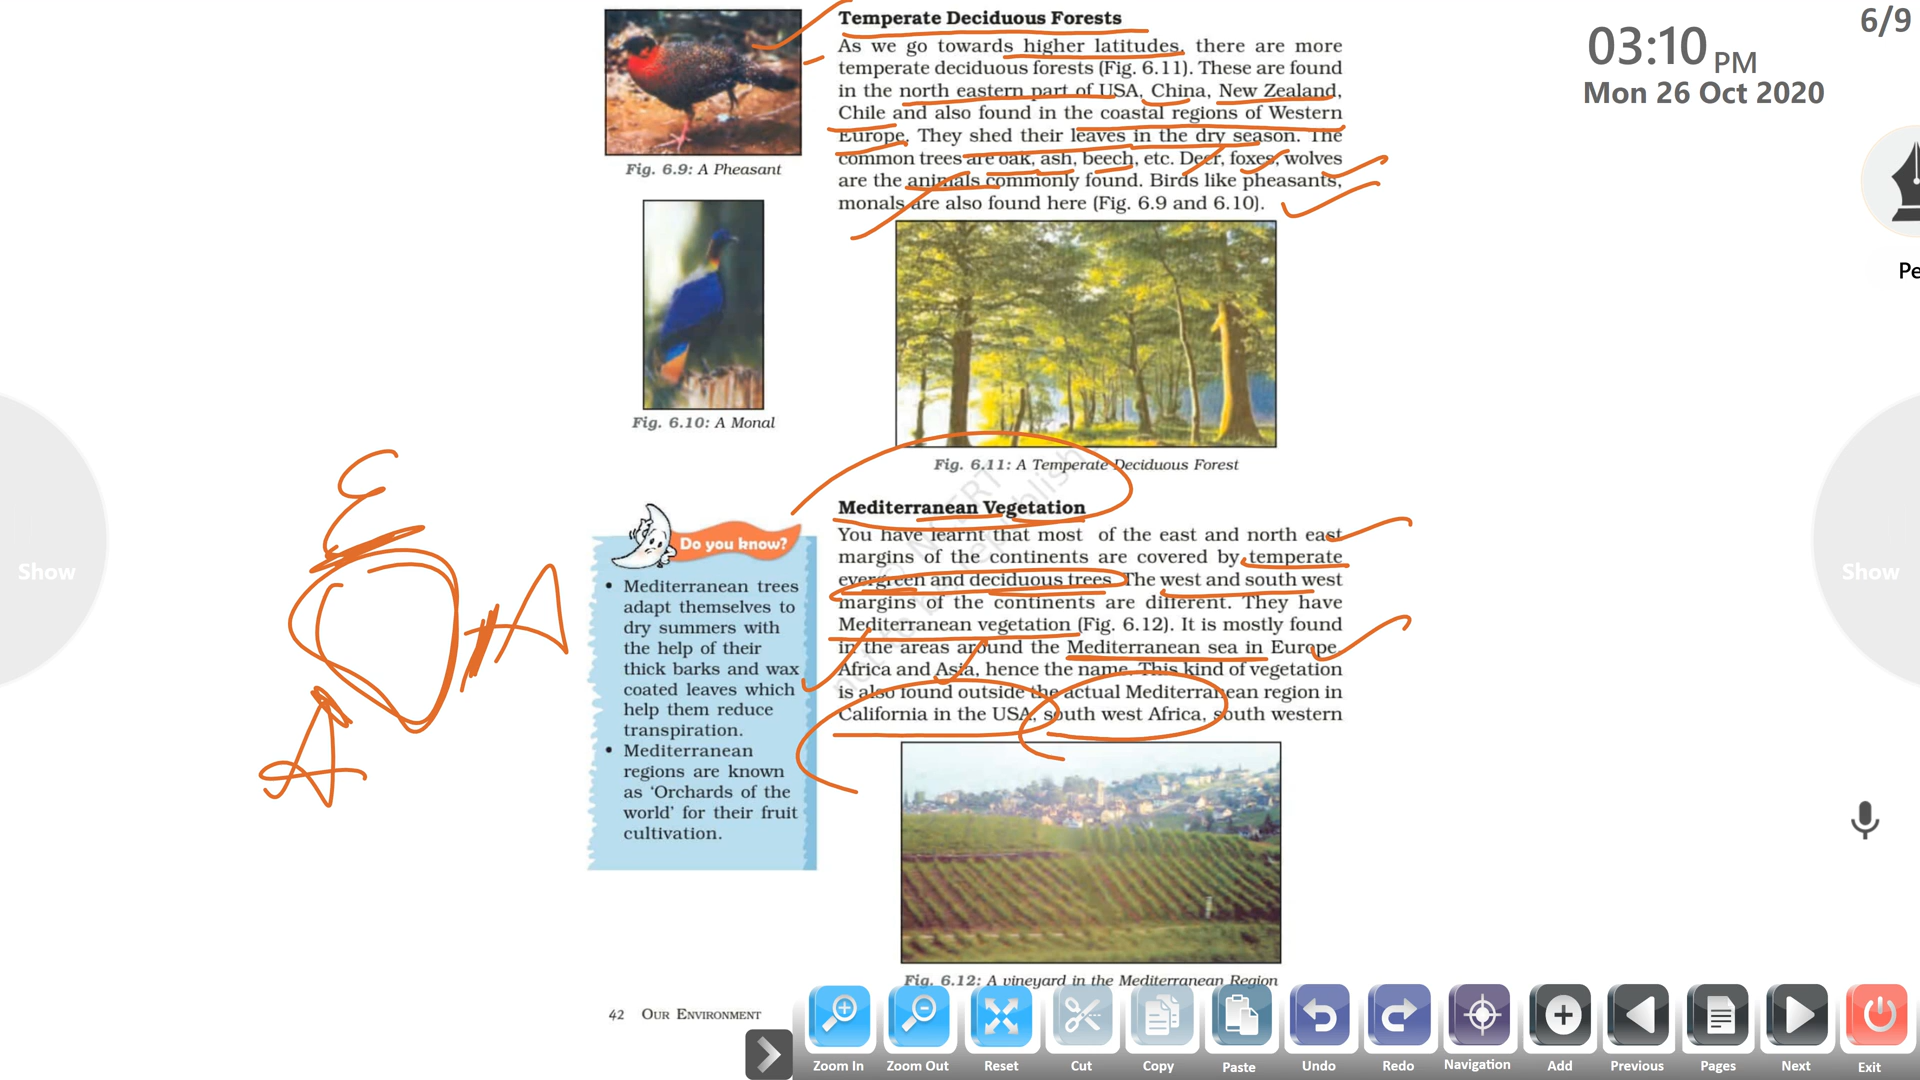 6/9
03:10 PM
Mon 26 Oct 2020
Temperate Deciduous Forests
As we go towards higher latitudes, there are more
temperate deciduous forests (Fig. 6.11). These are found
in the north eastern part of USA, China, New Zealand,
Chile and also found in the coastal regions of Western
Europe. They shed their leaves in the dry season. The
common trees are oak, ash, beech, etc. Deer, foxes, wolves
are the animals commonly found. Birds like pheasants,
monals are also found here (Fig. 6.9 and 6.10).
Fig. 6.9: A Pheasant
Fig. 6.10: A Monal
Fig. 6.11: A Temperate Deciduous Forest
Pe
Show
Show
E
A
A
Do you know?
• Mediterranean trees
adapt themselves to
dry summers with
the help of their
thick barks and wax
coated leaves which
help them reduce
transpiration.
• Mediterranean
regions are known
as ‘Orchards of the
world’ for their fruit
cultivation.
Mediterranean Vegetation
You have learnt that most of the east and north east
margins of the continents are covered by temperate
evergreen and deciduous trees. The west and south west
margins of the continents are different. They have
Mediterranean vegetation (Fig. 6.12). It is mostly found
in the areas around the Mediterranean sea in Europe,
Africa and Asia, hence the name. This kind of vegetation
is also found outside the actual Mediterranean region in
California in the USA, south west Africa, south western
Fig. 6.12: A vineyard in the Mediterranean Region
42 OUR ENVIRONMENT
Zoom In Zoom Out Reset Cut Copy Paste Undo Redo Navigation Add Previous Pages Next Exit